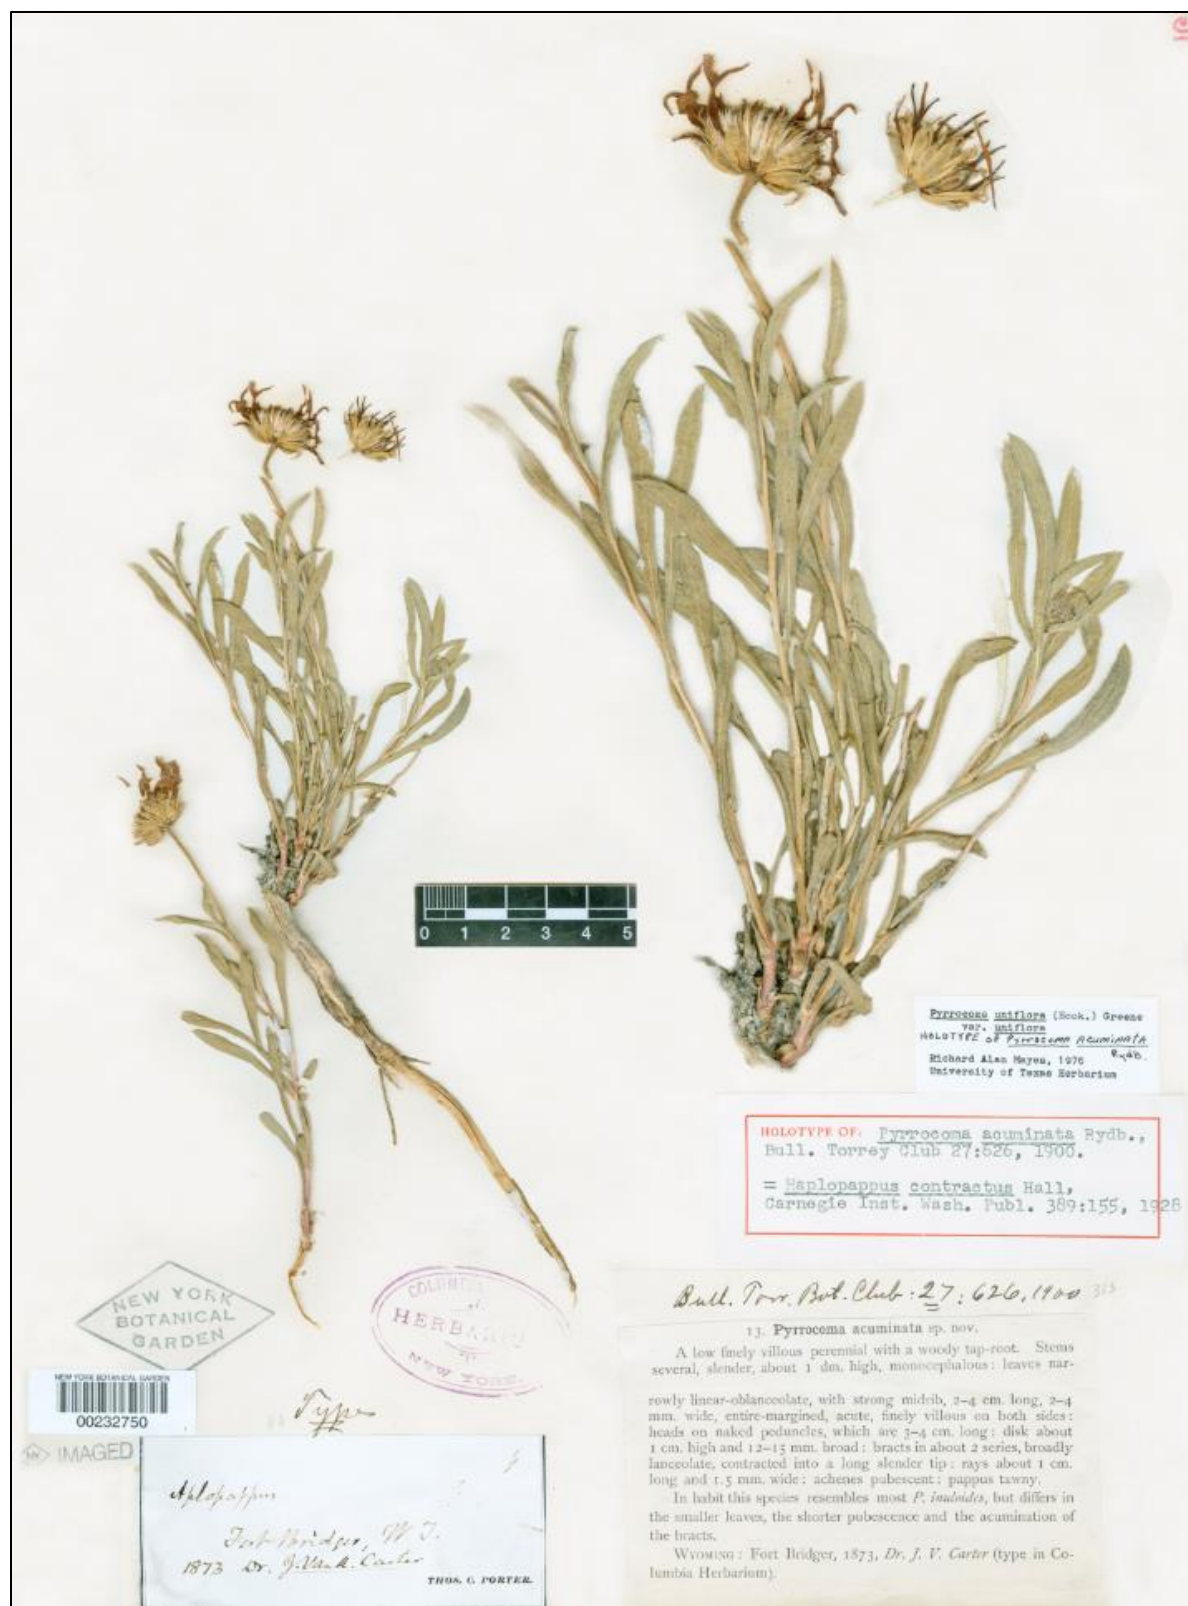 0 1 2 3 4 5
Pyrrocoma uniflora (Hook.) Greene
var. uniflora
HOLOTYPE OF Pyrrocoma acuminata
Rydb.
Richard Alan Mayes, 1976
University of Texas Herbarium
HOLOTYPE OF: Pyrrocoma acuminata Rydb.,
Bull. Torrey Club 27:626, 1900.
= Haplopappus contractus Hall,
Carnegie Inst. Wash. Publ. 389:155, 1928
Bull. Torr. Bot. Club : 27 : 626, 1900
13. Pyrrocoma acuminata sp. nov.
A low finely villous perennial with a woody tap-root. Stems
several, slender, about 1 dm. high, monocephalous: leaves nar-
rowly linear-oblanceolate, with strong midrib, 2–4 cm. long, 2–4
mm. wide, entire-margined, acute, finely villous on both sides:
heads on naked peduncles, which are 3–4 cm. long: disk about
1 cm. high and 12–15 mm. broad: bracts in about 2 series, broadly
lanceolate, contracted into a long slender tip: rays about 1 cm.
long and 1.5 mm. wide: achenes pubescent: pappus tawny.
In habit this species resembles most P. inuloides, but differs in
the smaller leaves, the shorter pubescence and the acumination of
the bracts.
WYOMING: Fort Bridger, 1873, Dr. J. V. Carter (type in Co-
lumbia Herbarium).
NEW YORK
BOTANICAL
GARDEN
HERBARIUM
NEW YORK.
NEW YORK BOTANICAL GARDEN
00232750
IMAGED
Type
Aplopappus
Fort Bridger, W. T.
1873 Dr. J. Van A. Carter
THOS. C. PORTER.